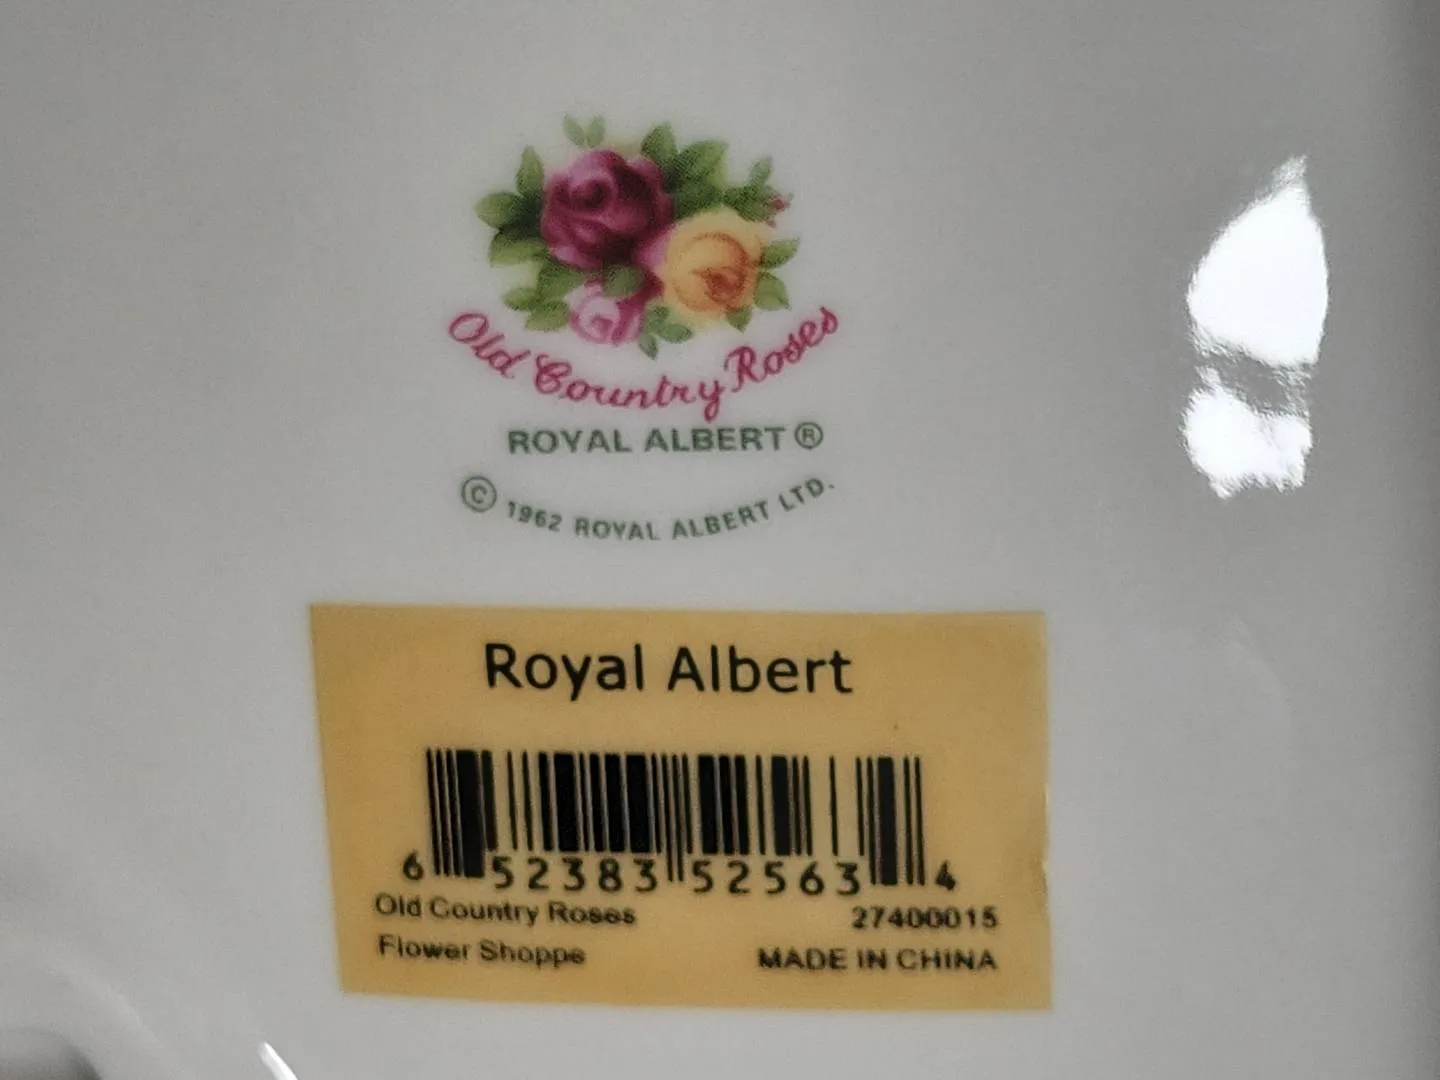 Old Country Roses
ROYAL ALBERT ®
© 1962 ROYAL ALBERT LTD.
Royal Albert
6 52383 52563 4
Old Country Roses 27400015
Flower Shoppe MADE IN CHINA